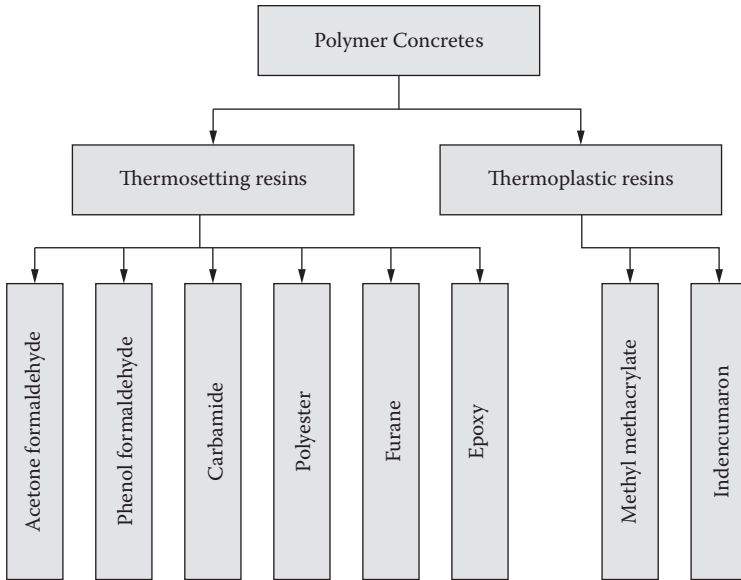 Polymer Concretes
Thermosetting resins
Thermoplastic resins
Acetone formaldehyde
Phenol formaldehyde
Carbamide
Polyester
Furane
Epoxy
Methyl methacrylate
Indencumaron